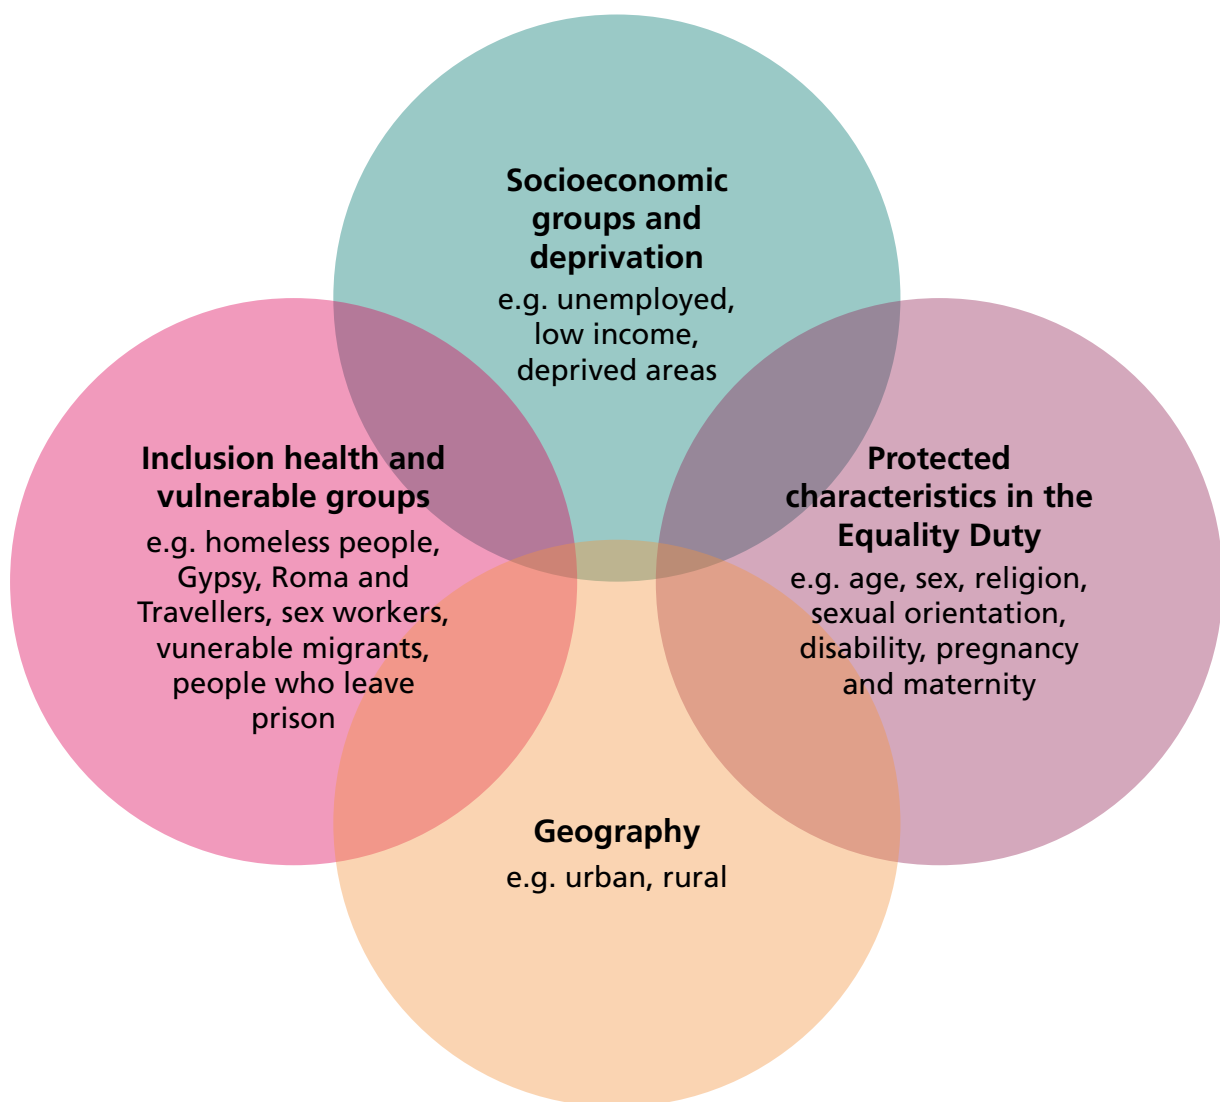 Socioeconomic
groups and
deprivation
e.g. unemployed,
low income,
deprived areas
Inclusion health and
vulnerable groups
e.g. homeless people,
Gypsy, Roma and
Travellers, sex workers,
vunerable migrants,
people who leave
prison
Protected
characteristics in the
Equality Duty
e.g. age, sex, religion,
sexual orientation,
disability, pregnancy
and maternity
Geography
e.g. urban, rural